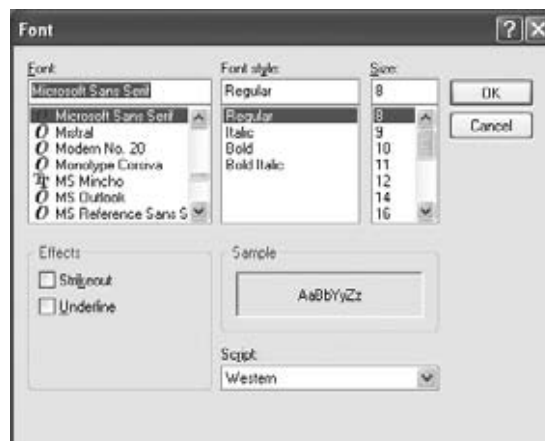 Font
Font:
Microsoft Sans Serif
Microsoft Sans Serif
Mistral
Modern No. 20
Monotype Corsiva
MS Mincho
MS Outlook
MS Reference Sans S
Font style:
Regular
Regular
Italic
Bold
Bold Italic
Size:
8
8
9
10
11
12
14
16
OK
Cancel
Effects
Strikeout
Underline
Sample
AaBbYyZz
Script:
Western